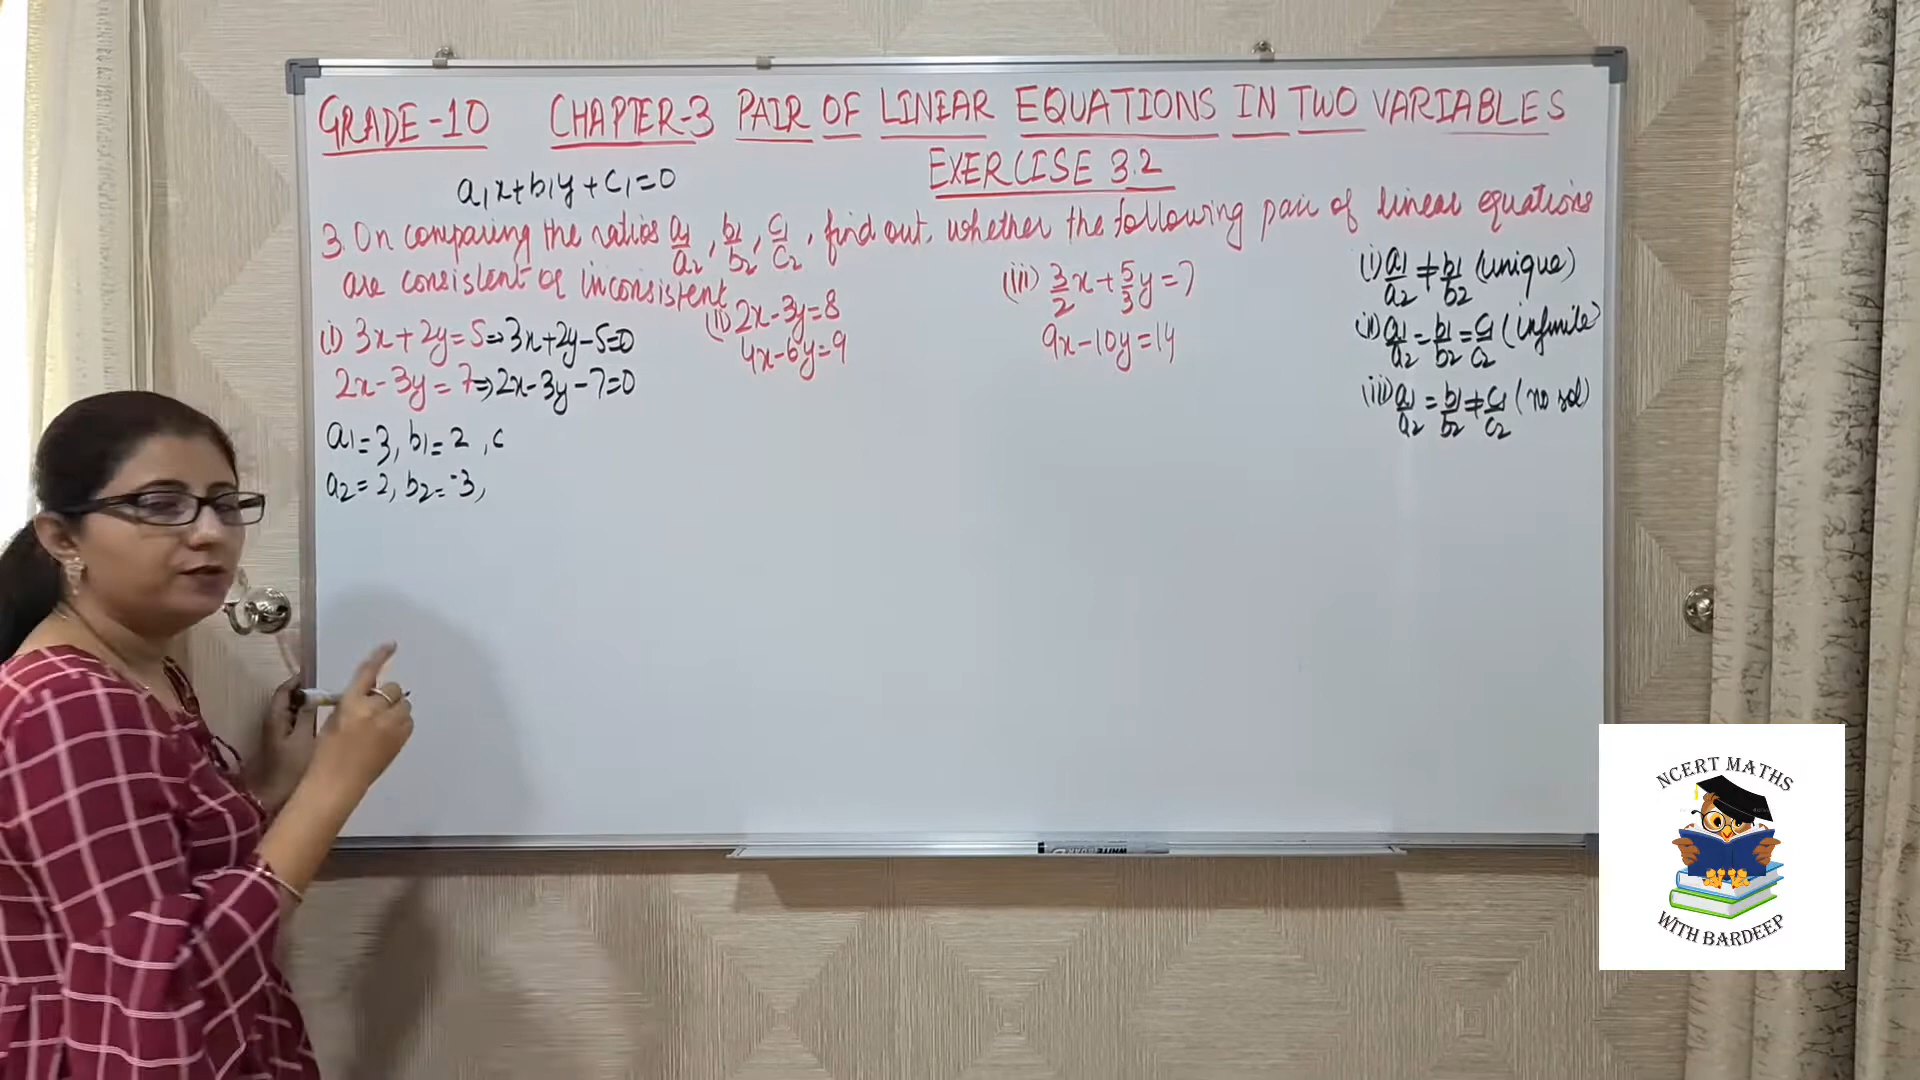 GRADE-10 CHAPTER-3 PAIR OF LINEAR EQUATIONS IN TWO VARIABLES
EXERCISE 3.2
a₁x+b₁y+c₁=0
3. On comparing the ratios a₁/a₂, b₁/b₂, c₁/c₂, find out, whether the following pair of linear equations
are consistent or inconsistent
(i) 3x+2y=5⇒3x+2y-5=0
2x-3y=7⇒2x-3y-7=0
a₁=3, b₁=2, c
a₂=2, b₂=-3,
(ii) 2x-3y=8
4x-6y=9
(iii) 3/2x+5/3y=7
9x-10y=14
(i) a₁/a₂≠b₁/b₂ (unique)
ii) a₁/a₂=b₁/b₂=c₁/c₂ (infinite)
(iii) a₁/a₂=b₁/b₂≠c₁/c₂ (no sol)
NCERT MATHS
WITH BARDEEP